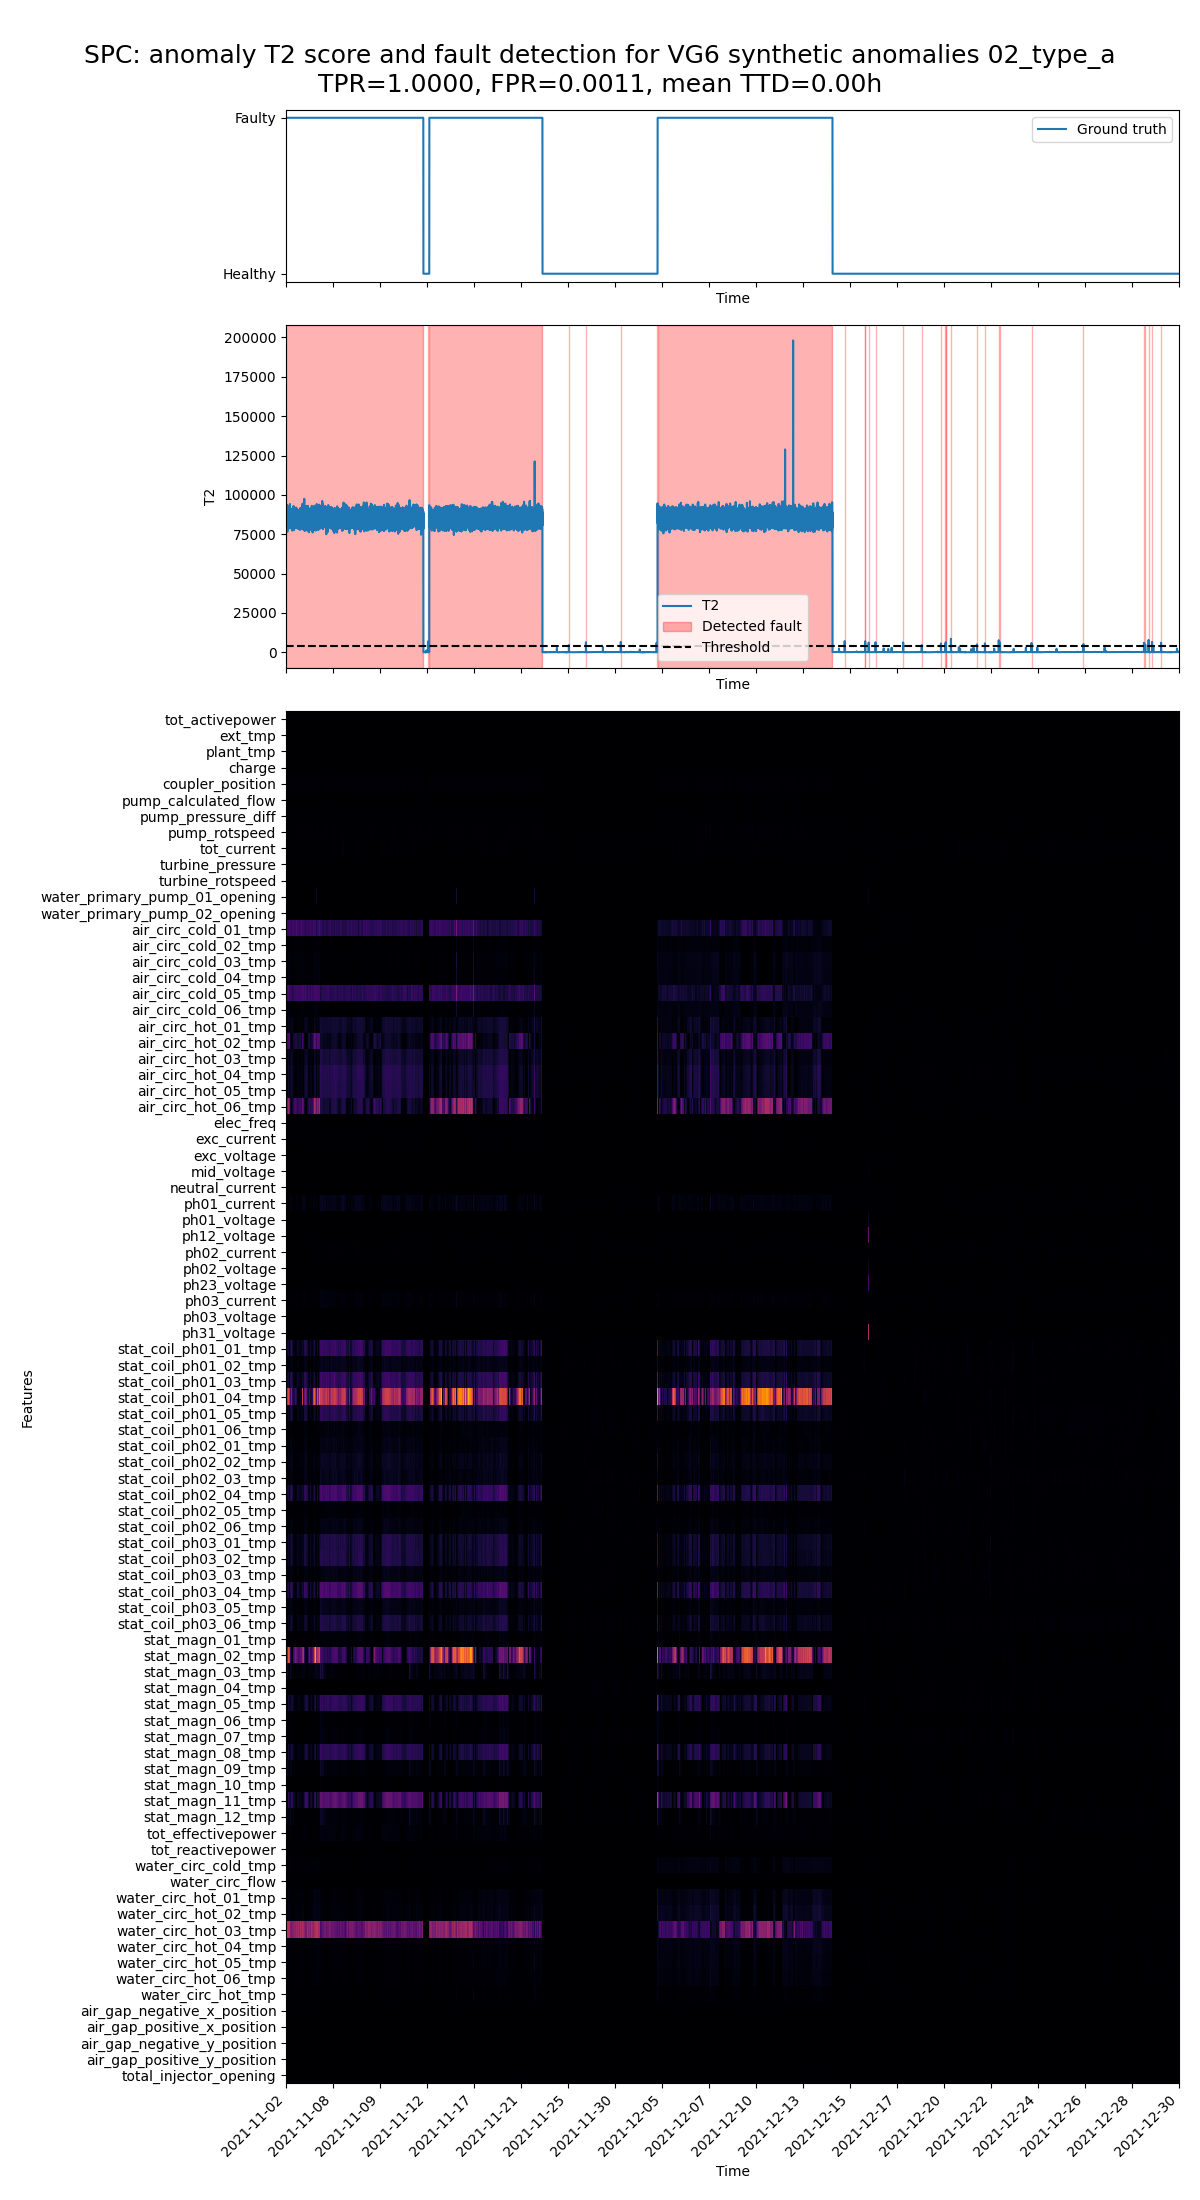 SPC: anomaly T2 score and fault detection for VG6 synthetic anomalies 02_type_a
TPR=1.0000, FPR=0.0011, mean TTD=0.00h
Faulty
Healthy
Ground truth
Time
200000
175000
150000
125000
100000
75000
50000
25000
0
T2
T2
Detected fault
Threshold
Time
tot_activepower
ext_tmp
plant_tmp
charge
coupler_position
pump_calculated_flow
pump_pressure_diff
pump_rotspeed
tot_current
turbine_pressure
turbine_rotspeed
water_primary_pump_01_opening
water_primary_pump_02_opening
air_circ_cold_01_tmp
air_circ_cold_02_tmp
air_circ_cold_03_tmp
air_circ_cold_04_tmp
air_circ_cold_05_tmp
air_circ_cold_06_tmp
air_circ_hot_01_tmp
air_circ_hot_02_tmp
air_circ_hot_03_tmp
air_circ_hot_04_tmp
air_circ_hot_05_tmp
air_circ_hot_06_tmp
elec_freq
exc_current
exc_voltage
mid_voltage
neutral_current
ph01_current
ph01_voltage
ph12_voltage
ph02_current
ph02_voltage
ph23_voltage
ph03_current
ph03_voltage
ph31_voltage
stat_coil_ph01_01_tmp
stat_coil_ph01_02_tmp
stat_coil_ph01_03_tmp
stat_coil_ph01_04_tmp
stat_coil_ph01_05_tmp
stat_coil_ph01_06_tmp
stat_coil_ph02_01_tmp
stat_coil_ph02_02_tmp
stat_coil_ph02_03_tmp
stat_coil_ph02_04_tmp
stat_coil_ph02_05_tmp
stat_coil_ph02_06_tmp
stat_coil_ph03_01_tmp
stat_coil_ph03_02_tmp
stat_coil_ph03_03_tmp
stat_coil_ph03_04_tmp
stat_coil_ph03_05_tmp
stat_coil_ph03_06_tmp
stat_magn_01_tmp
stat_magn_02_tmp
stat_magn_03_tmp
stat_magn_04_tmp
stat_magn_05_tmp
stat_magn_06_tmp
stat_magn_07_tmp
stat_magn_08_tmp
stat_magn_09_tmp
stat_magn_10_tmp
stat_magn_11_tmp
stat_magn_12_tmp
tot_effectivepower
tot_reactivepower
water_circ_cold_tmp
water_circ_flow
water_circ_hot_01_tmp
water_circ_hot_02_tmp
water_circ_hot_03_tmp
water_circ_hot_04_tmp
water_circ_hot_05_tmp
water_circ_hot_06_tmp
water_circ_hot_tmp
air_gap_negative_x_position
air_gap_positive_x_position
air_gap_negative_y_position
air_gap_positive_y_position
total_injector_opening
Features
2021-11-02
2021-11-08
2021-11-09
2021-11-12
2021-11-17
2021-11-21
2021-11-25
2021-11-30
2021-12-05
2021-12-07
2021-12-10
2021-12-13
2021-12-15
2021-12-17
2021-12-20
2021-12-22
2021-12-24
2021-12-26
2021-12-28
2021-12-30
Time